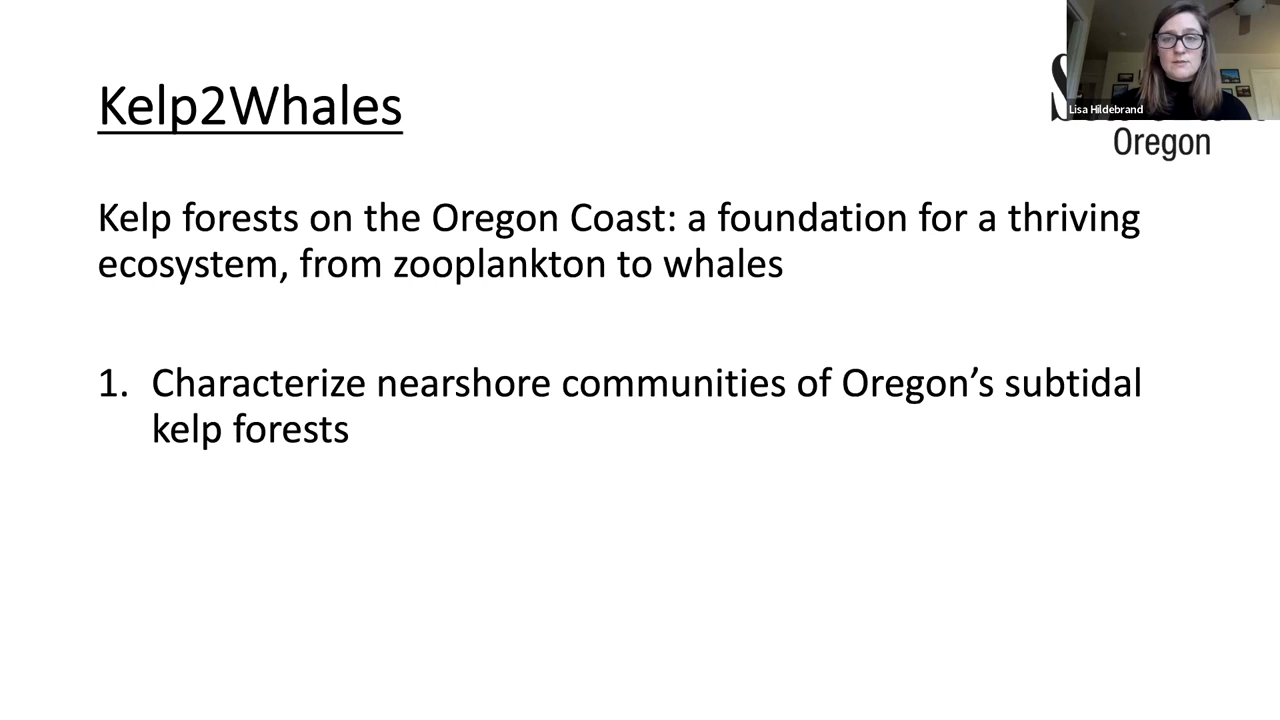 Kelp2Whales
Lisa Hildebrand
Oregon
Kelp forests on the Oregon Coast: a foundation for a thriving
ecosystem, from zooplankton to whales
1. Characterize nearshore communities of Oregon’s subtidal
kelp forests